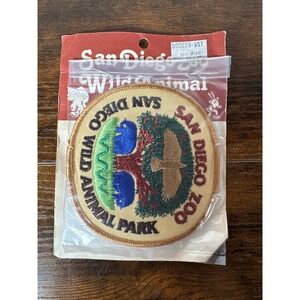 San Diego Zoo
Wild Animal
SAN DIEGO ZOO
SAN DIEGO WILD ANIMAL PARK